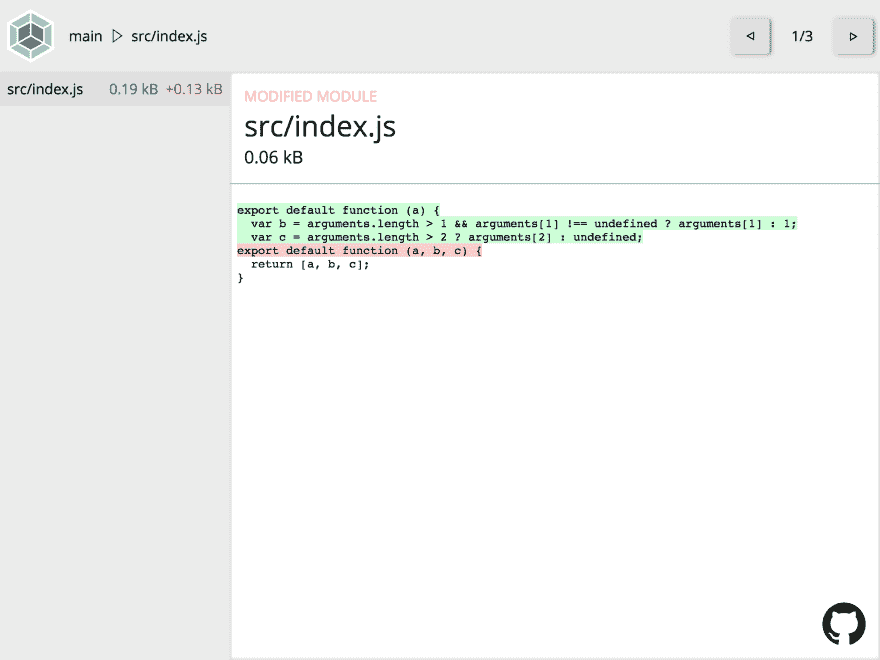 main ▷ src/index.js
◃ 1/3 ▹
src/index.js 0.19 kB +0.13 kB
MODIFIED MODULE
src/index.js
0.06 kB
export default function (a) {
  var b = arguments.length > 1 && arguments[1] !== undefined ? arguments[1] : 1;
  var c = arguments.length > 2 ? arguments[2] : undefined;
export default function (a, b, c) {
  return [a, b, c];
}